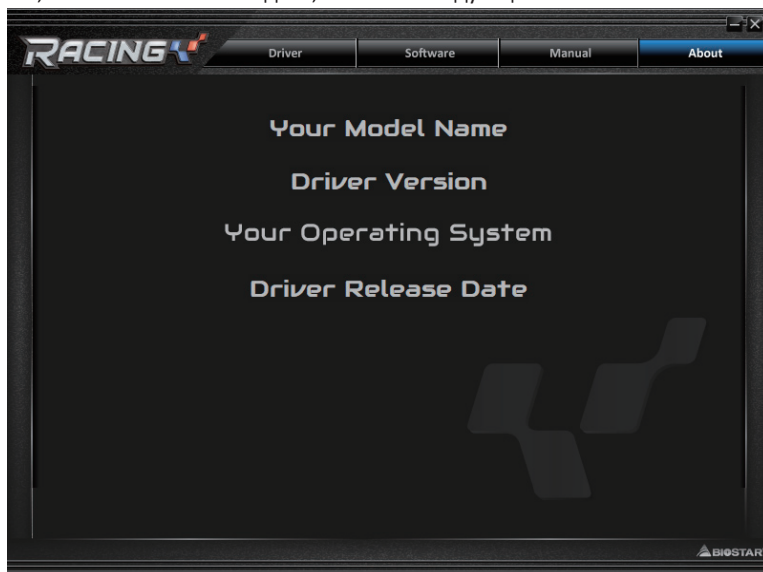 RACING
Driver Software Manual About
Your Model Name
Driver Version
Your Operating System
Driver Release Date
BIOSTAR